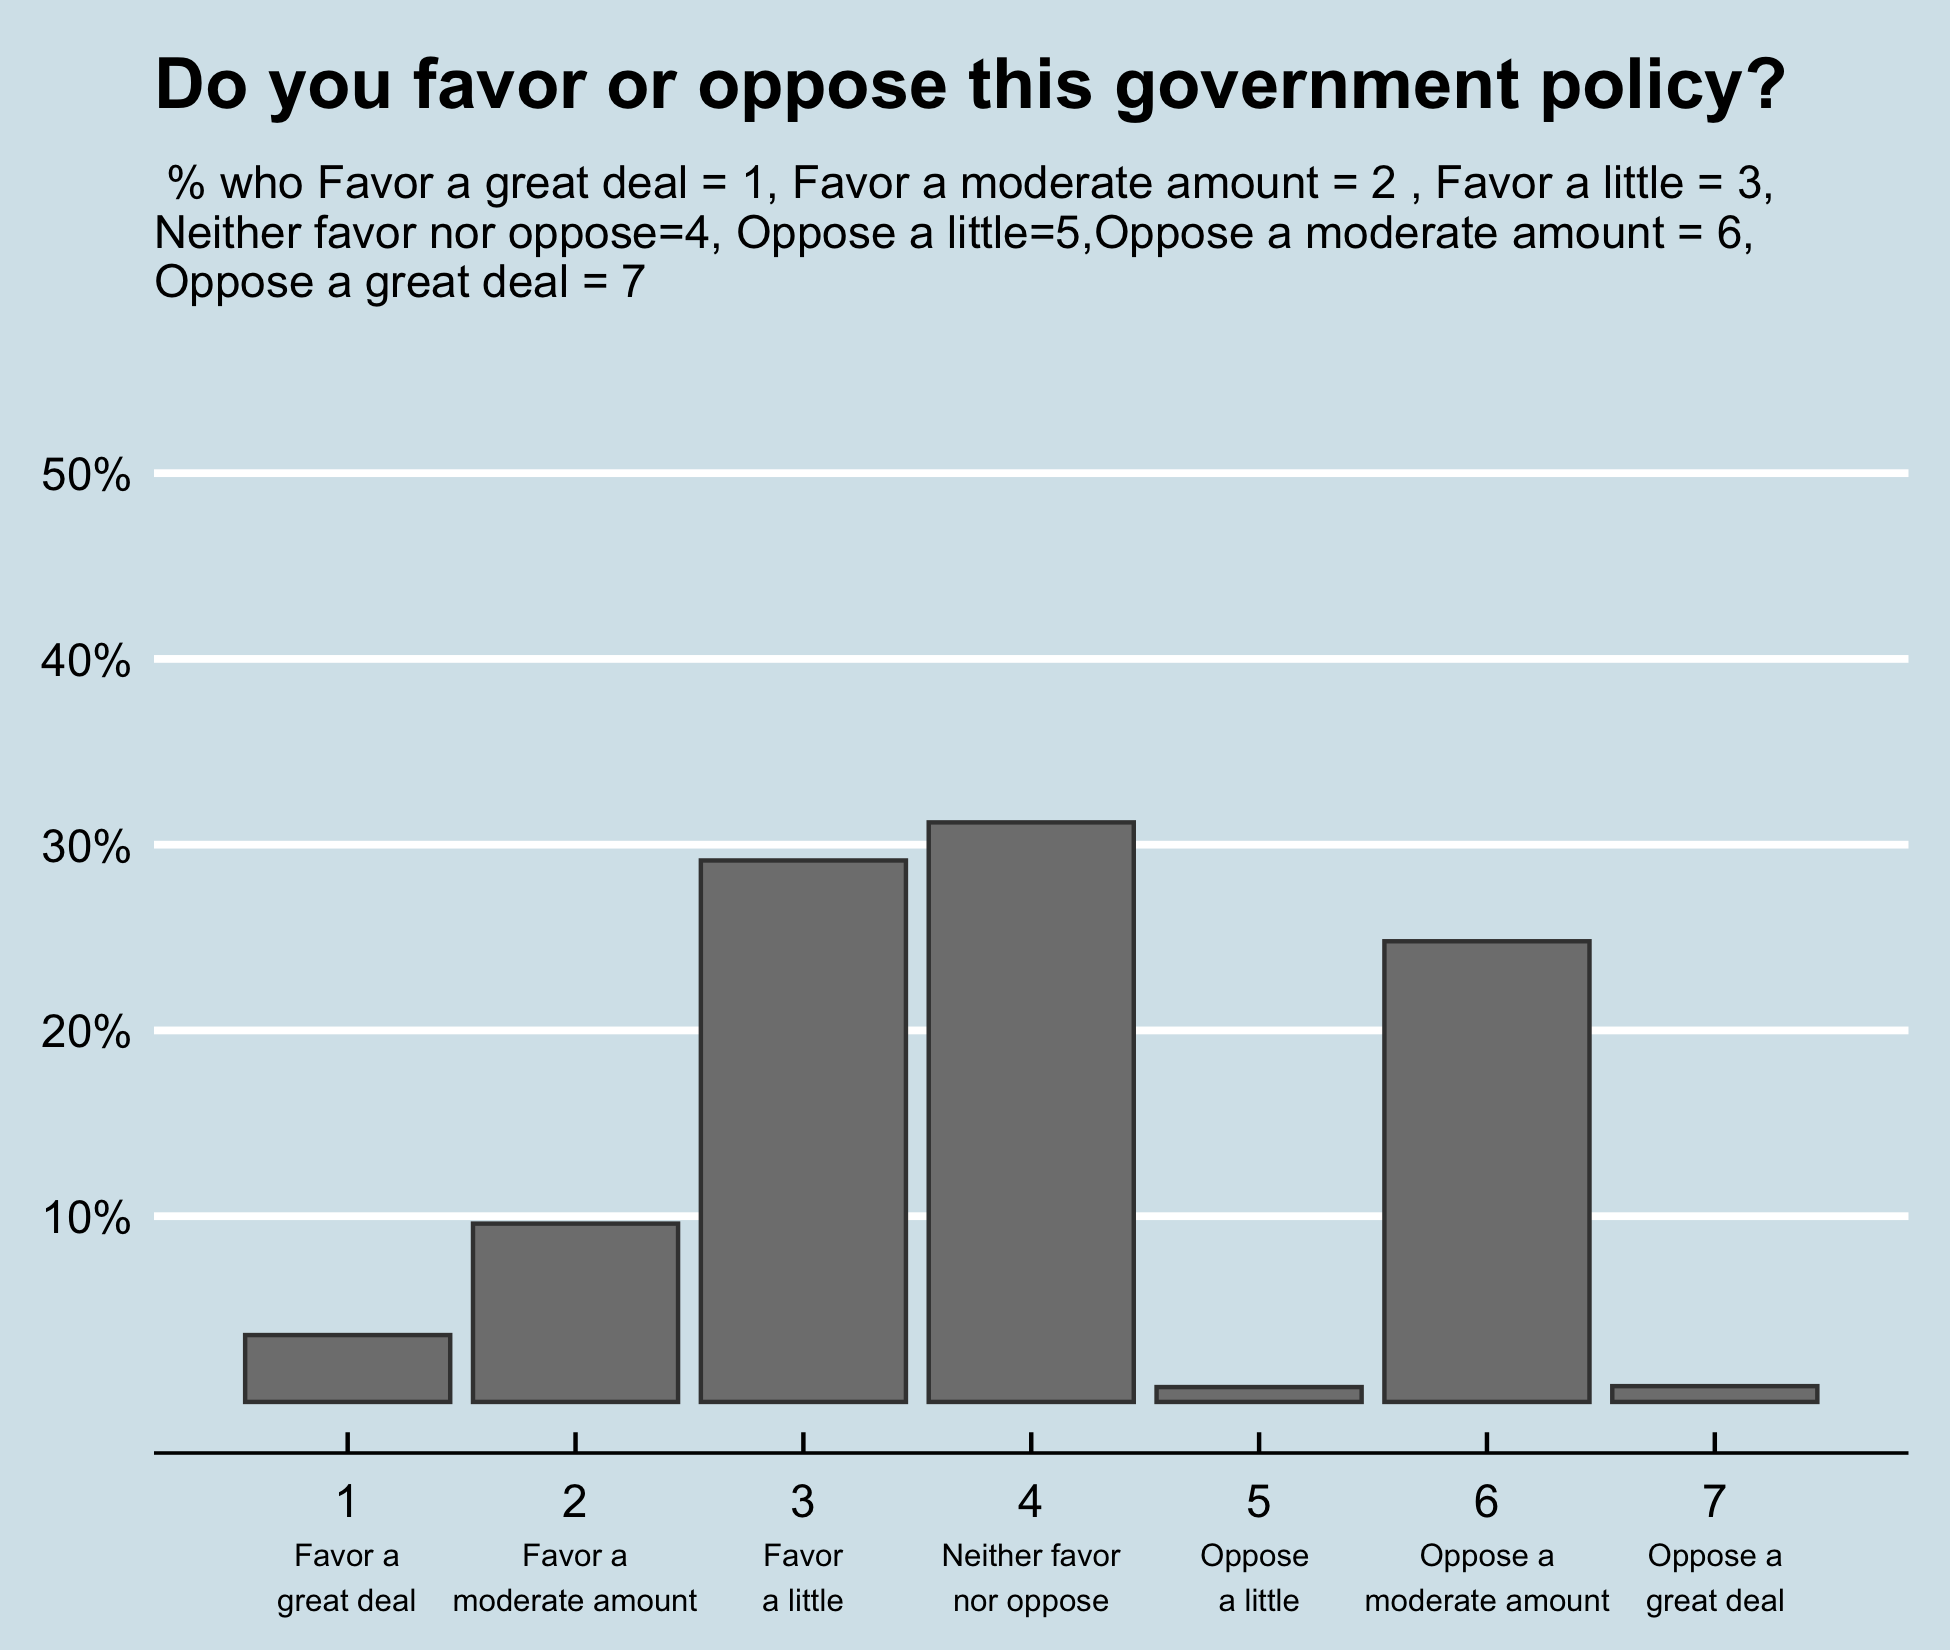 Do you favor or oppose this government policy?
% who Favor a great deal = 1, Favor a moderate amount = 2 , Favor a little = 3,
Neither favor nor oppose=4, Oppose a little=5,Oppose a moderate amount = 6,
Oppose a great deal = 7
50%
40%
30%
20%
10%
1 2 3 4 5 6 7
Favor a Favor a Favor Neither favor Oppose Oppose a Oppose a
great deal moderate amount a little nor oppose a little moderate amount great deal